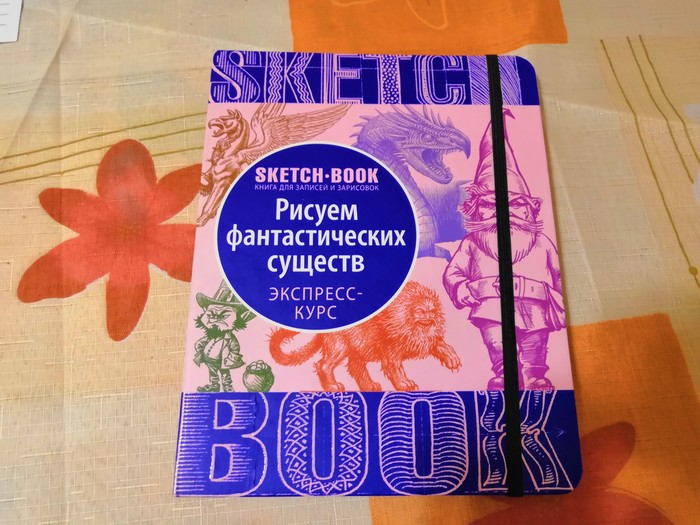 SKETCH
SKETCH·BOOK
КНИГА ДЛЯ ЗАПИСЕЙ И ЗАРИСОВОК
Рисуем
фантастических
существ
ЭКСПРЕСС-
КУРС
BOOK